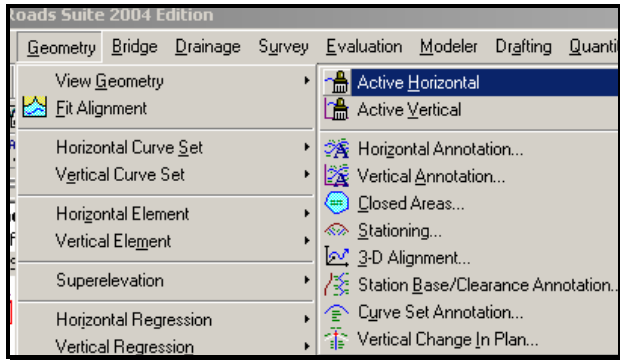 Roads Suite 2004 Edition
Geometry Bridge Drainage Survey Evaluation Modeler Drafting Quanti
View Geometry
Fit Alignment
Horizontal Curve Set
Vertical Curve Set
Horizontal Element
Vertical Element
Superelevation
Horizontal Regression
Vertical Regression
Active Horizontal
Active Vertical
Horizontal Annotation...
Vertical Annotation...
Closed Areas...
Stationing...
3-D Alignment...
Station Base/Clearance Annotation..
Curve Set Annotation...
Vertical Change In Plan...